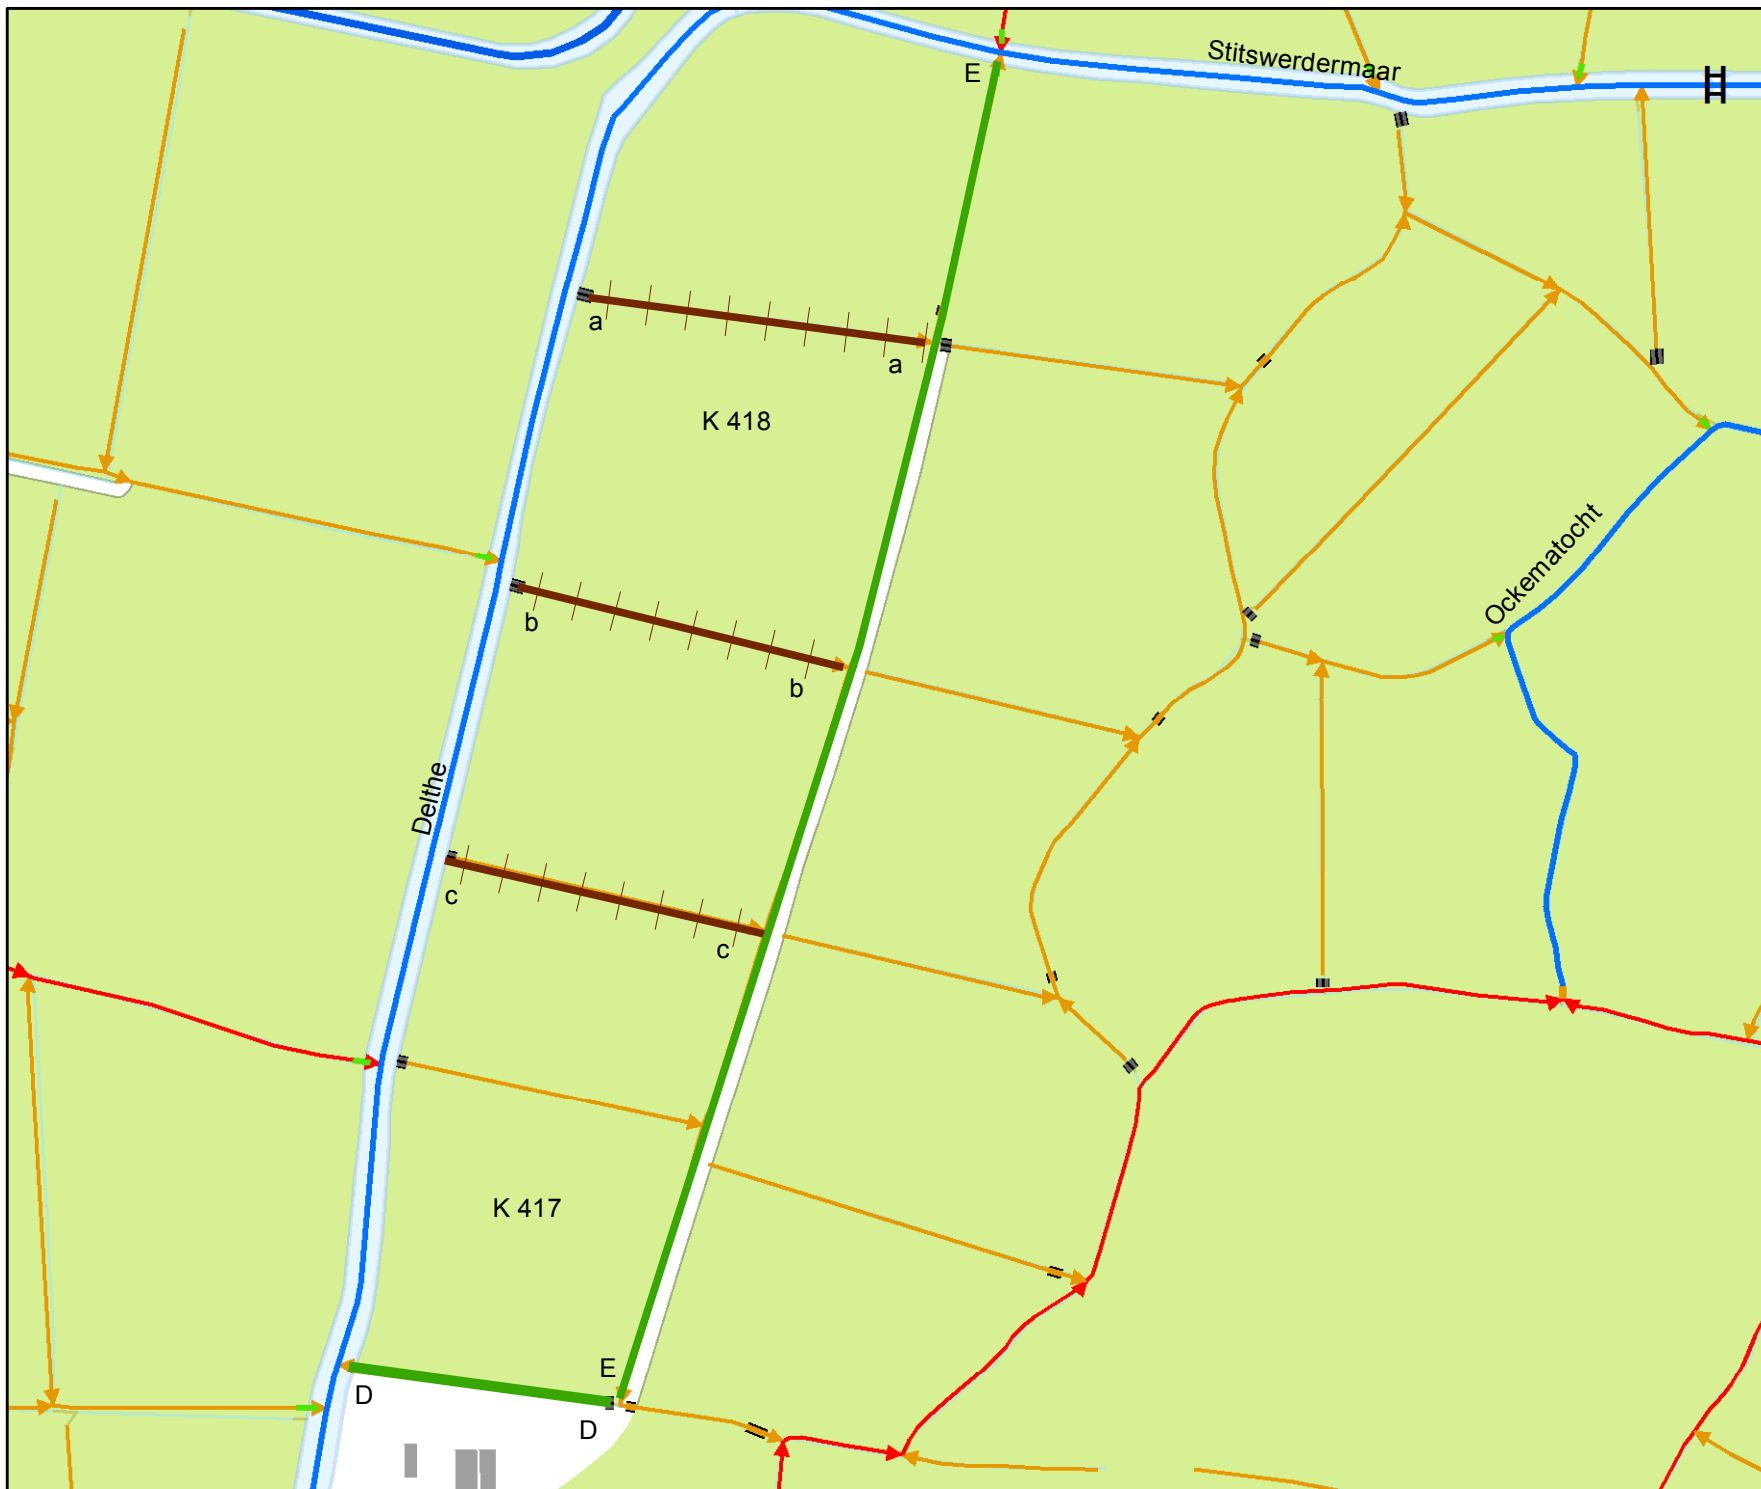 Stitswerdermaar
E
a
a
K 418
Ockematocht
b
b
Delthe
c
c
K 417
E
D
D